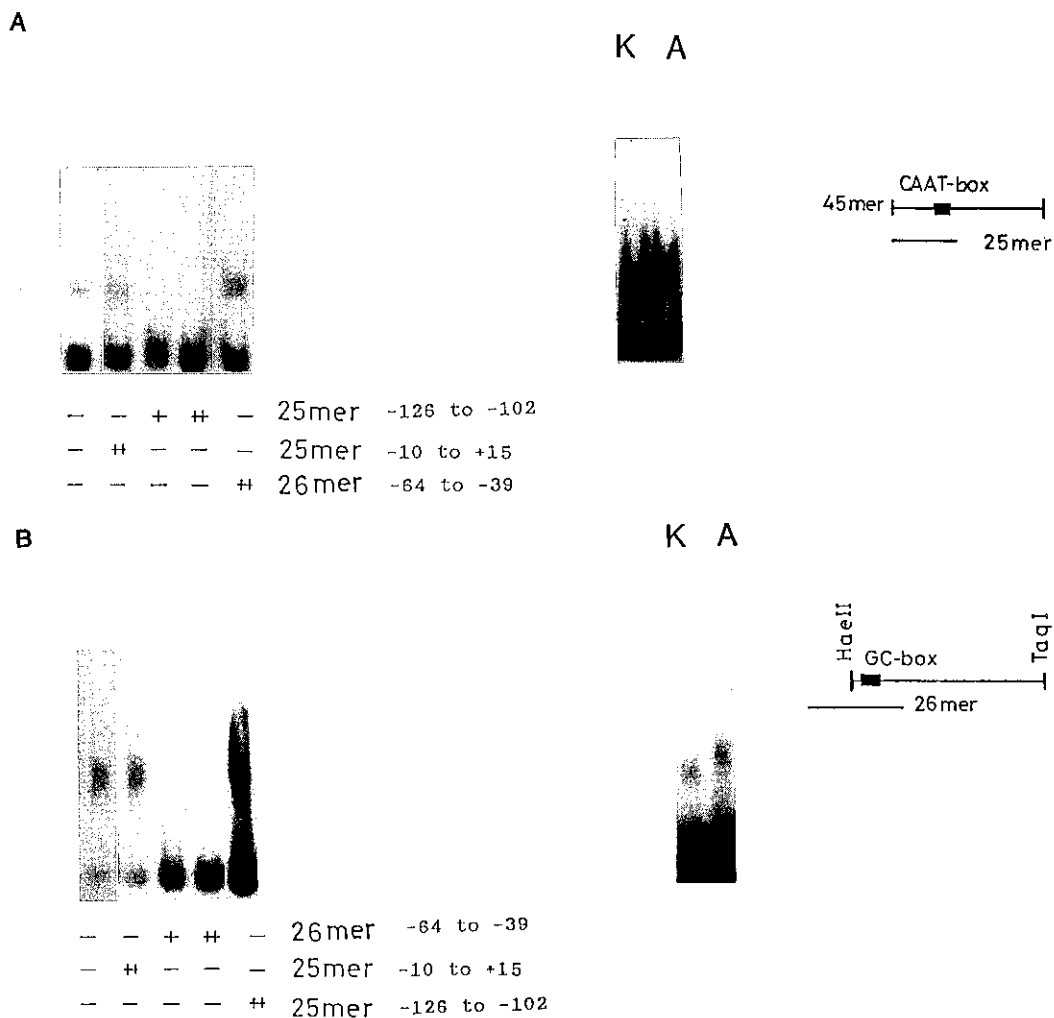 A
K A
CAAT-box
45mer
25mer
– – + ++ – 25mer -126 to -102
– ++ – – – 25mer -10 to +15
– – – – ++ 26mer -64 to -39
B
K A
HaeII
TaqI
GC-box
26mer
– – + ++ – 26mer -64 to -39
– ++ – – – 25mer -10 to +15
– – – – ++ 25mer -126 to -102